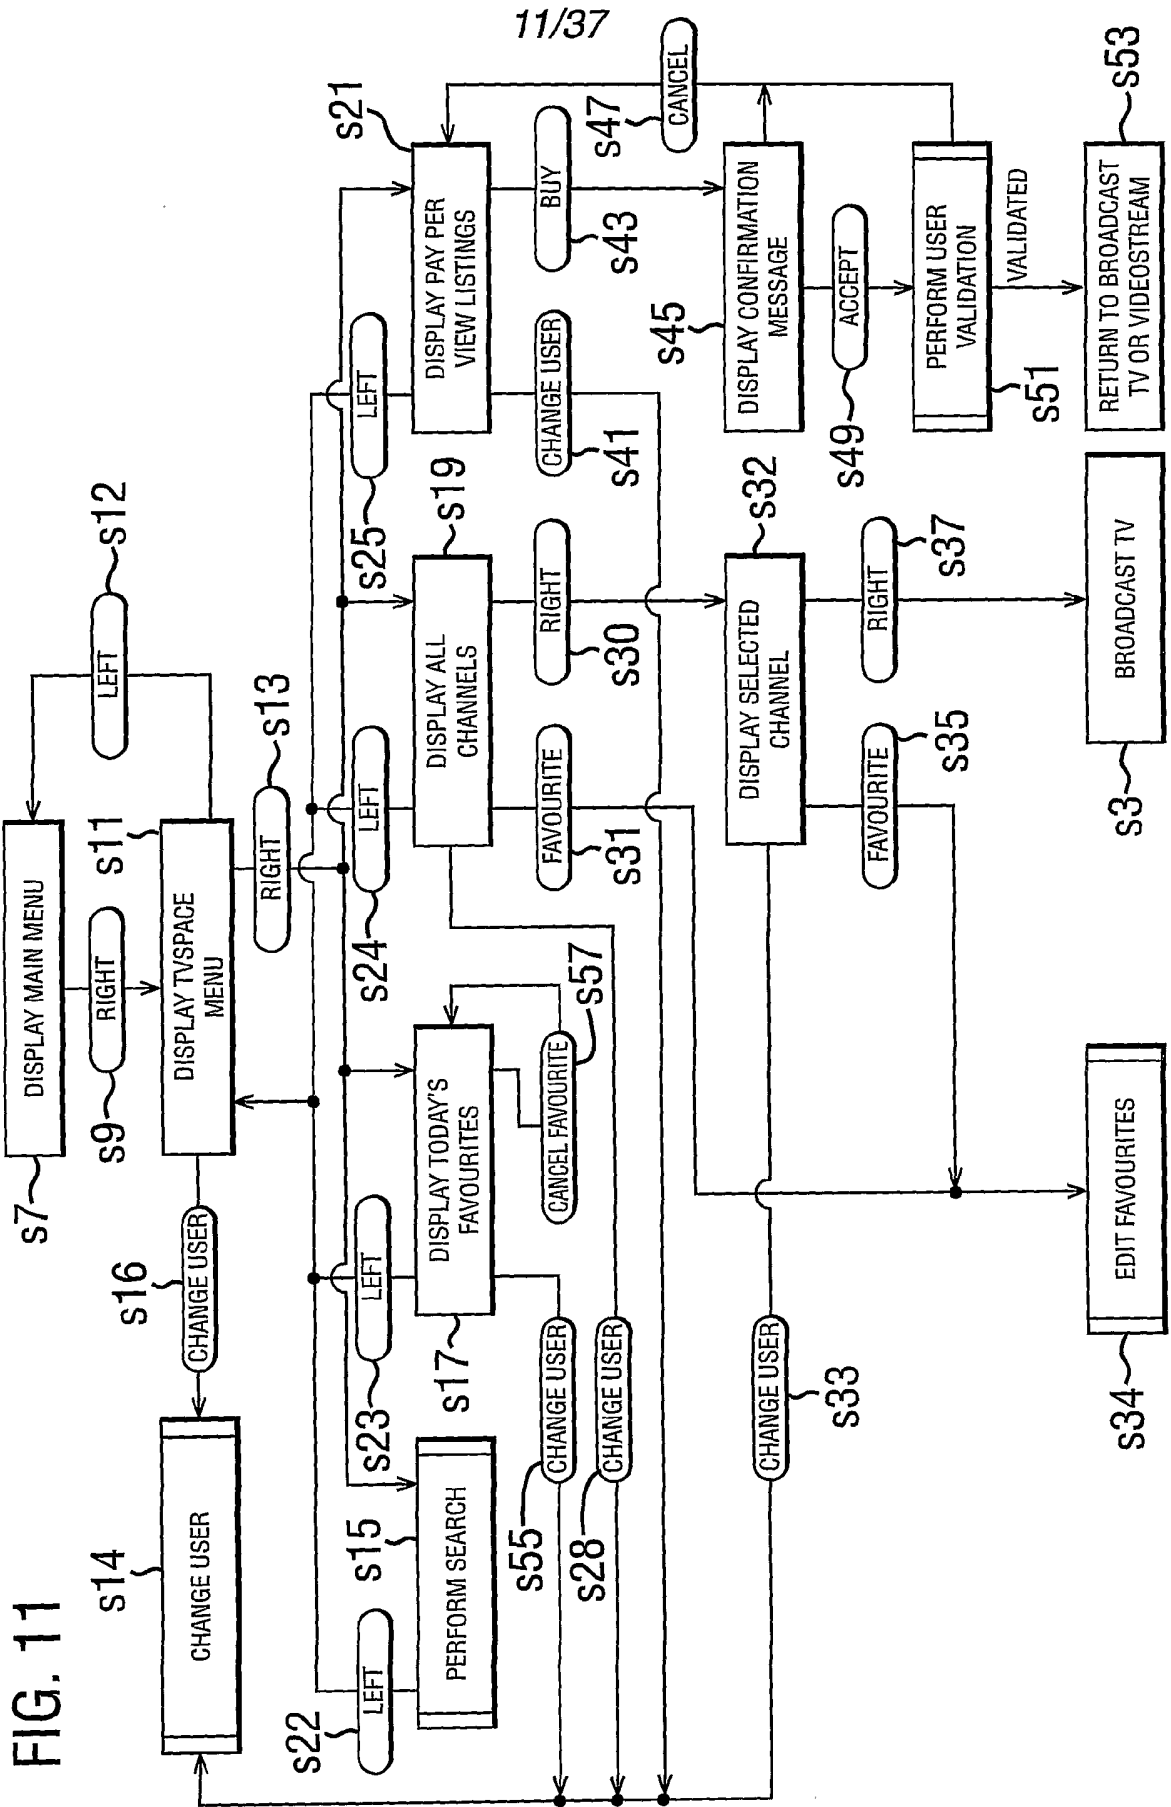 11/37
FIG. 11
DISPLAY MAIN MENU
s7
RIGHT
s9
LEFT
s12
DISPLAY TVSPACE
MENU
s11
CHANGE USER
s16
CHANGE USER
s14
RIGHT
s13
LEFT
s22
LEFT
s23
LEFT
s24
LEFT
s25
PERFORM SEARCH
s15
DISPLAY TODAY'S
FAVOURITES
s17
DISPLAY ALL
CHANNELS
s19
DISPLAY PAY PER
VIEW LISTINGS
s21
CHANGE USER
s55
CANCEL FAVOURITE
s57
CHANGE USER
s28
FAVOURITE
s31
RIGHT
s30
CHANGE USER
s41
BUY
s43
CANCEL
s47
CHANGE USER
s33
DISPLAY SELECTED
CHANNEL
s32
DISPLAY CONFIRMATION
MESSAGE
s45
FAVOURITE
s35
RIGHT
s37
ACCEPT
s49
PERFORM USER
VALIDATION
s51
VALIDATED
EDIT FAVOURITES
s34
BROADCAST TV
s3
RETURN TO BROADCAST
TV OR VIDEOSTREAM
s53